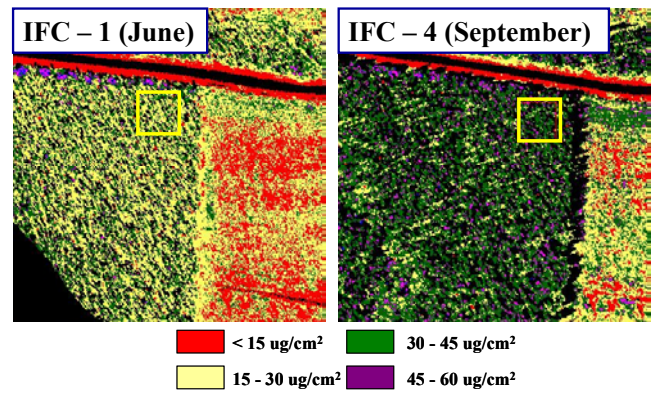 IFC – 1 (June)
IFC – 4 (September)
< 15 ug/cm²
30 - 45 ug/cm²
15 - 30 ug/cm²
45 - 60 ug/cm²